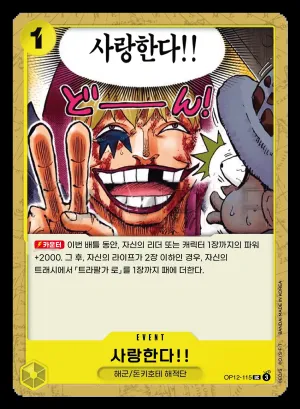 1
사랑한다!!
どーん!
카운터 이번 배틀 동안, 자신의 리더 또는 캐릭터 1장까지의 파워
+2000. 그 후, 자신의 라이프가 2장 이하인 경우, 자신의
트래시에서 「트라팔가 로」를 1장까지 패에 더한다.
EVENT
사랑한다!!
해군/돈키호테 해적단
OP12-115 UC 3